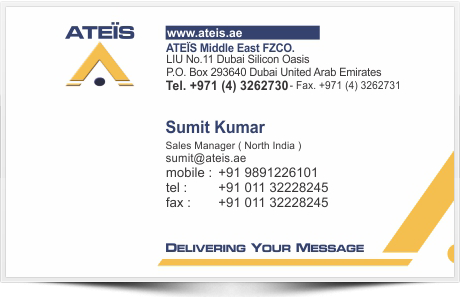 ATEÏS
www.ateis.ae
ATEÏS Middle East FZCO.
LIU No.11 Dubai Silicon Oasis
P.O. Box 293640 Dubai United Arab Emirates
Tel. +971 (4) 3262730 - Fax. +971 (4) 3262731
Sumit Kumar
Sales Manager ( North India )
sumit@ateis.ae
mobile : +91 9891226101
tel : +91 011 32228245
fax : +91 011 32228245
DELIVERING YOUR MESSAGE